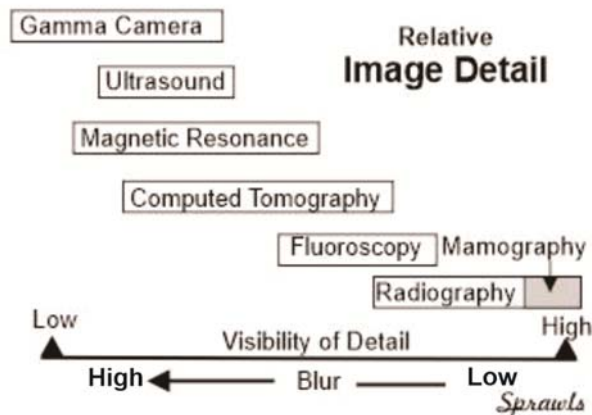 Gamma Camera
Relative
Image Detail
Ultrasound
Magnetic Resonance
Computed Tomography
Fluoroscopy
Mamography
Radiography
Low
High
Visibility of Detail
High
Blur
Low
Sprawls